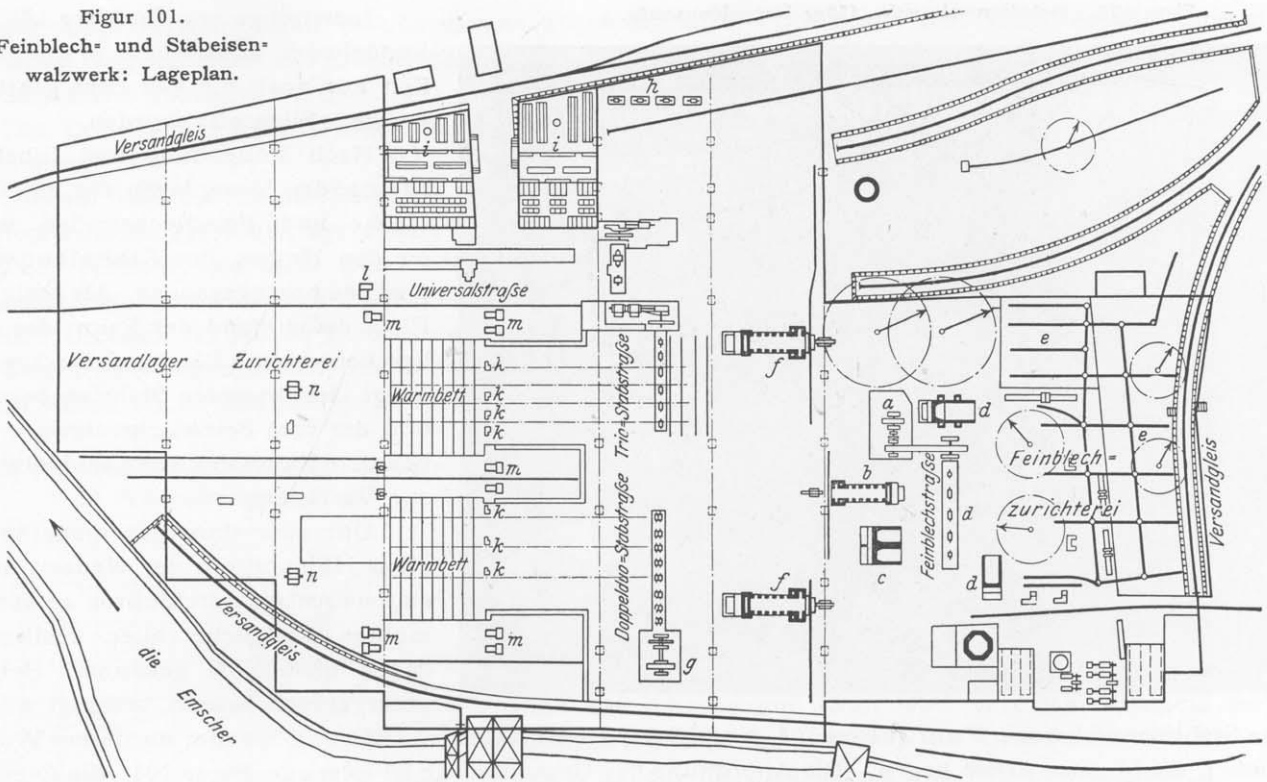 Figur 101.
Feinblech= und Stabeisen=
walzwerk: Lageplan.
Versandgleis
i
i
h
l
Universalstraße
m
m
Versandlager
Zurichterei
n
Warmbett
k
k
k
k
m
k
k
Warmbett
n
m
m
Versandgleis
die
Emscher
Doppelduo=Stabstraße
Trio=Stabstraße
g
f
f
a
b
c
d
Feinblechstraße
d
d
e
e
Feinblech=
zurichterei
Versandgleis